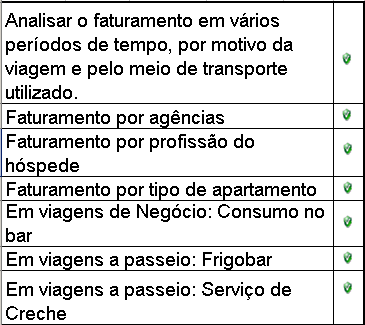 Analisar o faturamento em vários
períodos de tempo, por motivo da
viagem e pelo meio de transporte
utilizado.
Faturamento por agências
Faturamento por profissão do
hóspede
Faturamento por tipo de apartamento
Em viagens de Negócio: Consumo no
bar
Em viagens a passeio: Frigobar
Em viagens a passeio: Serviço de
Creche